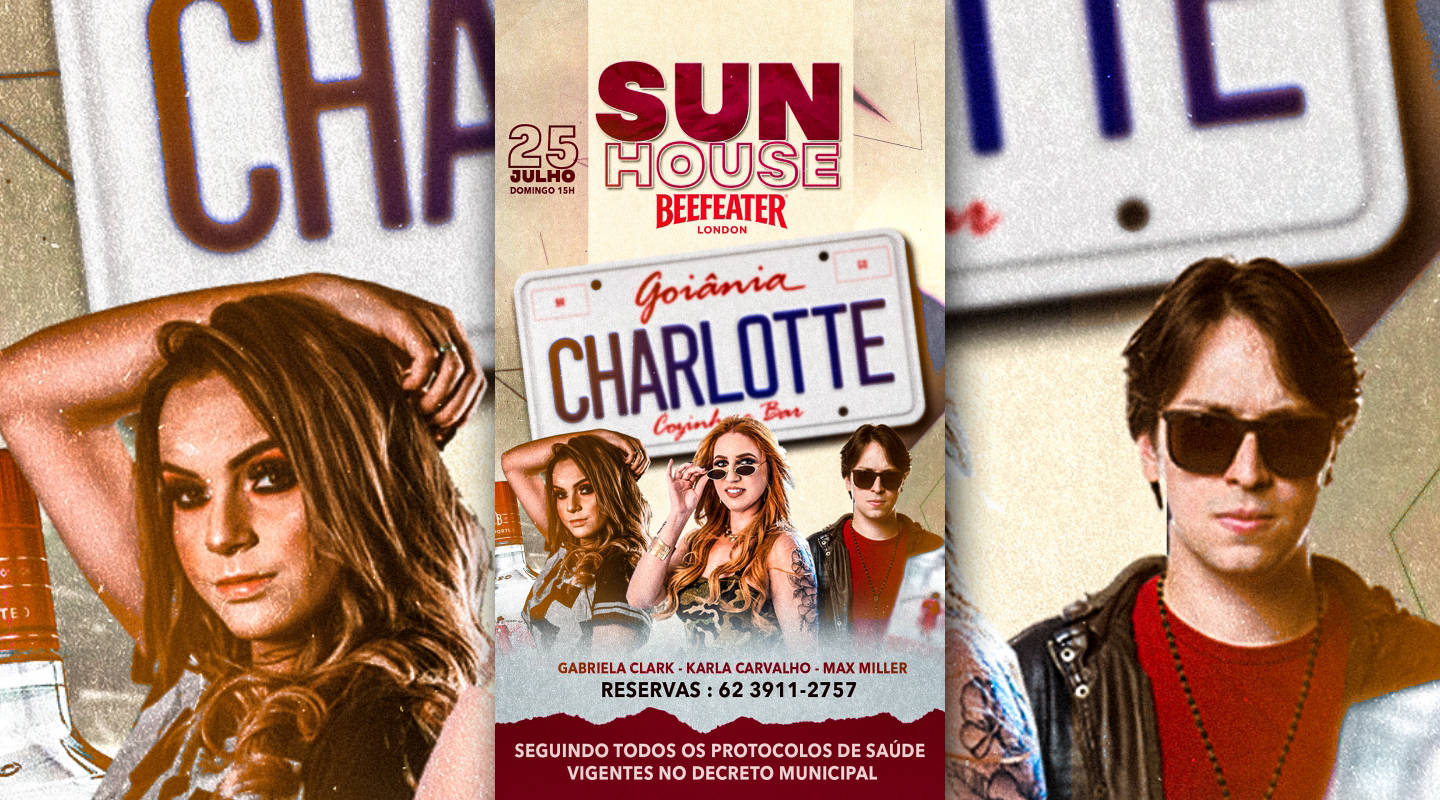 SUN
HOUSE
25
JULHO
DOMINGO 15H
BEEFEATER
LONDON
Goiânia
CHARLOTTE
Bar
GABRIELA CLARK - KARLA CARVALHO - MAX MILLER
RESERVAS : 62 3911-2757
SEGUINDO TODOS OS PROTOCOLOS DE SAÚDE
VIGENTES NO DECRETO MUNICIPAL